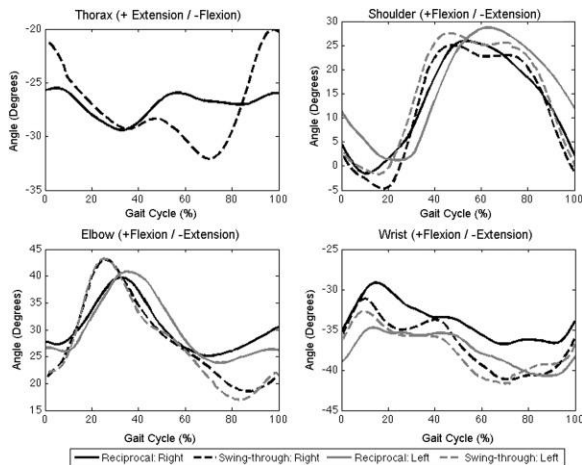 Thorax (+ Extension / -Flexion)
-20
-25
-30
-35
Angle (Degrees)
0 20 40 60 80 100
Gait Cycle (%)
Shoulder (+Flexion / -Extension)
30
25
20
15
10
5
0
-5
Angle (Degrees)
0 20 40 60 80 100
Gait Cycle (%)
Elbow (+Flexion / -Extension)
45
40
35
30
25
20
15
Angle (Degrees)
0 20 40 60 80 100
Gait Cycle (%)
Wrist (+Flexion / -Extension)
-25
-30
-35
-40
-45
Angle (Degrees)
0 20 40 60 80 100
Gait Cycle (%)
Reciprocal: Right Swing-through: Right Reciprocal: Left Swing-through: Left